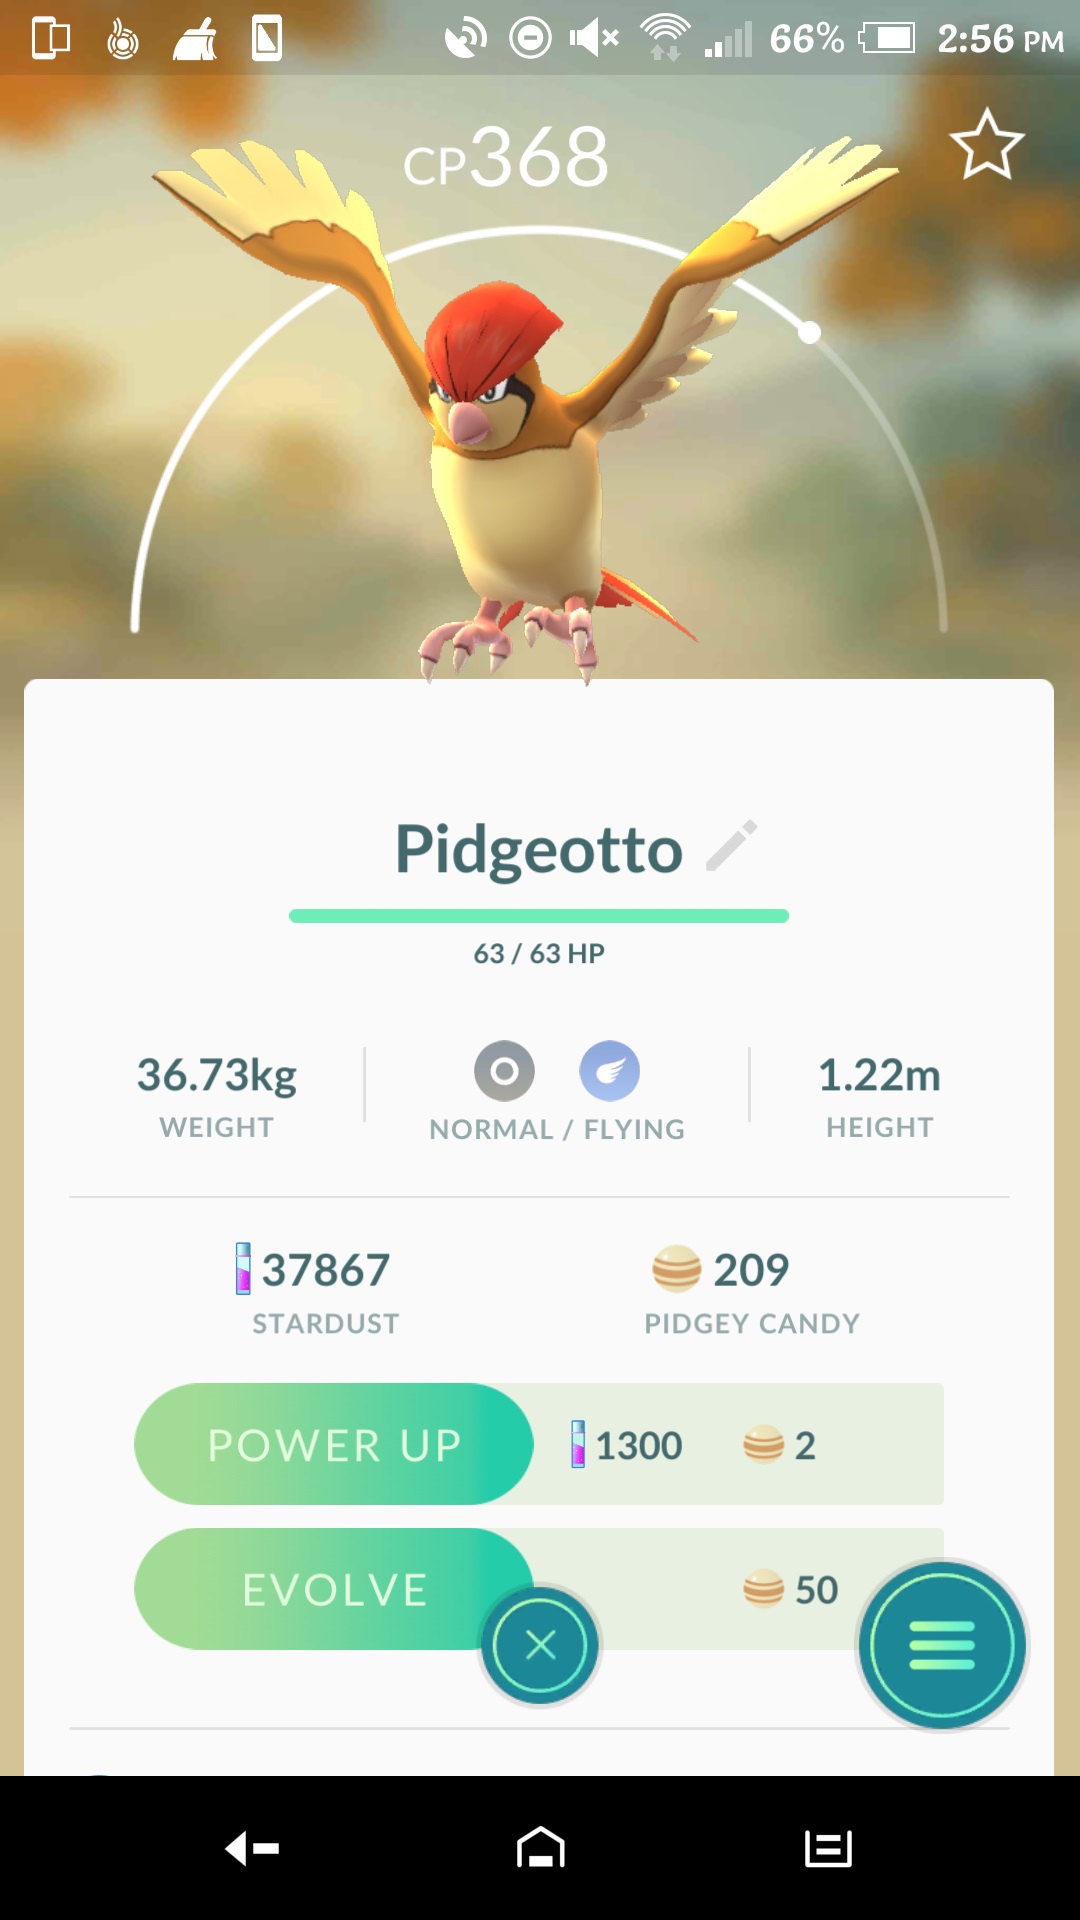 66% 2:56 PM
CP368
Pidgeotto
63 / 63 HP
36.73kg
WEIGHT
NORMAL / FLYING
1.22m
HEIGHT
37867
STARDUST
209
PIDGEY CANDY
POWER UP 1300 2
EVOLVE 50